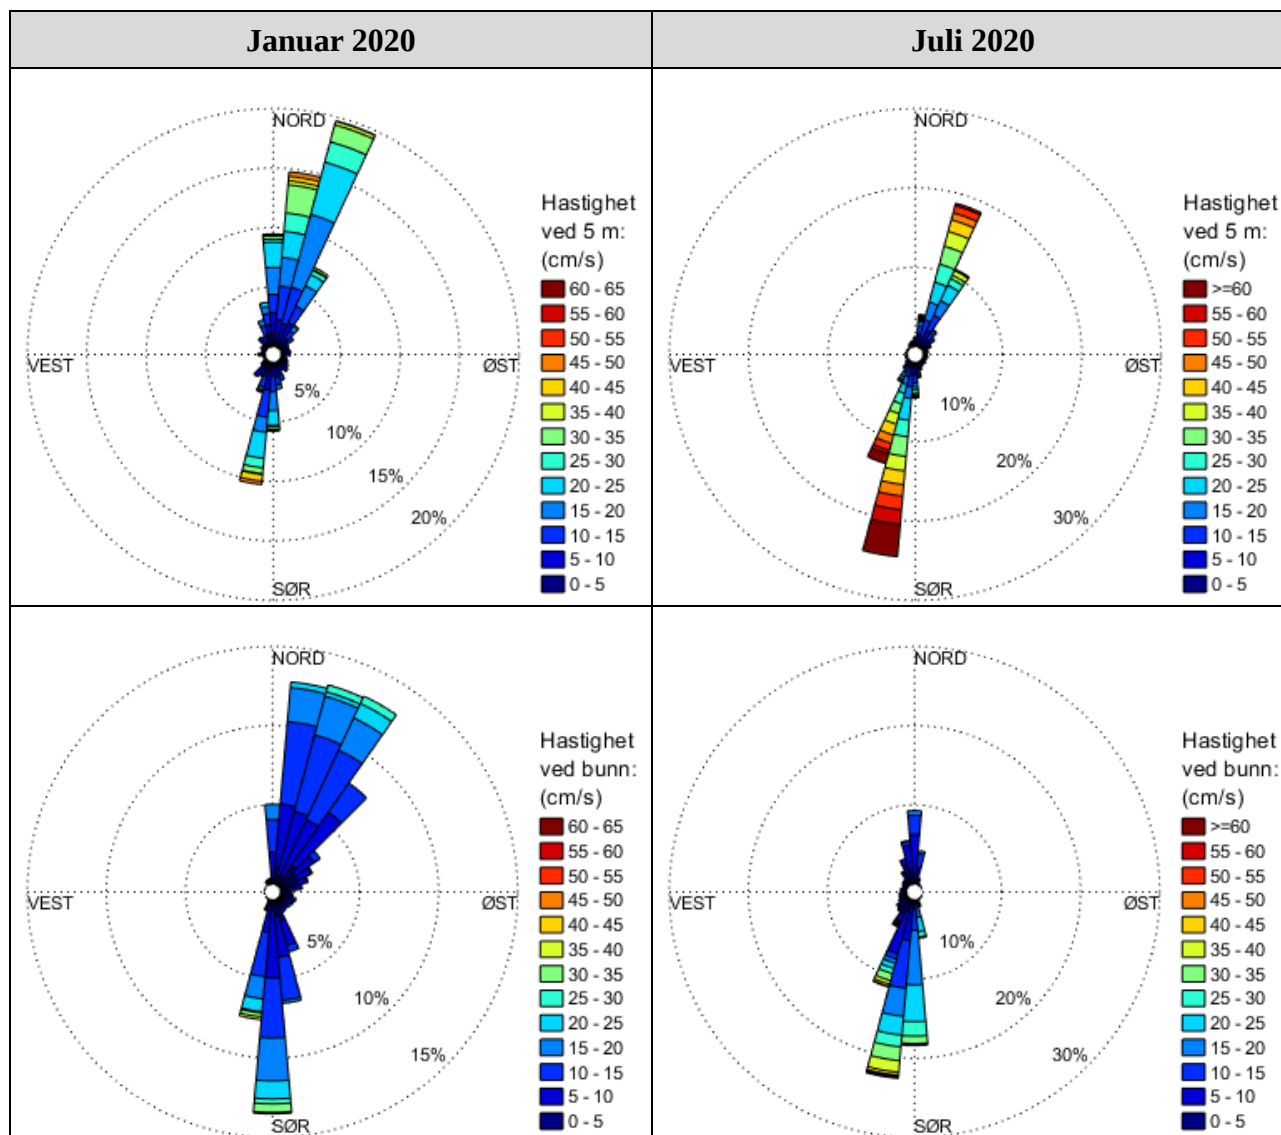 Januar 2020
Juli 2020
NORD
VEST
ØST
SØR
5%
10%
15%
20%
Hastighet
ved 5 m:
(cm/s)
60 - 65
55 - 60
50 - 55
45 - 50
40 - 45
35 - 40
30 - 35
25 - 30
20 - 25
15 - 20
10 - 15
5 - 10
0 - 5
NORD
VEST
ØST
SØR
10%
20%
30%
Hastighet
ved 5 m:
(cm/s)
>=60
55 - 60
50 - 55
45 - 50
40 - 45
35 - 40
30 - 35
25 - 30
20 - 25
15 - 20
10 - 15
5 - 10
0 - 5
NORD
VEST
ØST
SØR
5%
10%
15%
Hastighet
ved bunn:
(cm/s)
60 - 65
55 - 60
50 - 55
45 - 50
40 - 45
35 - 40
30 - 35
25 - 30
20 - 25
15 - 20
10 - 15
5 - 10
0 - 5
NORD
VEST
ØST
SØR
10%
20%
30%
Hastighet
ved bunn:
(cm/s)
>=60
55 - 60
50 - 55
45 - 50
40 - 45
35 - 40
30 - 35
25 - 30
20 - 25
15 - 20
10 - 15
5 - 10
0 - 5